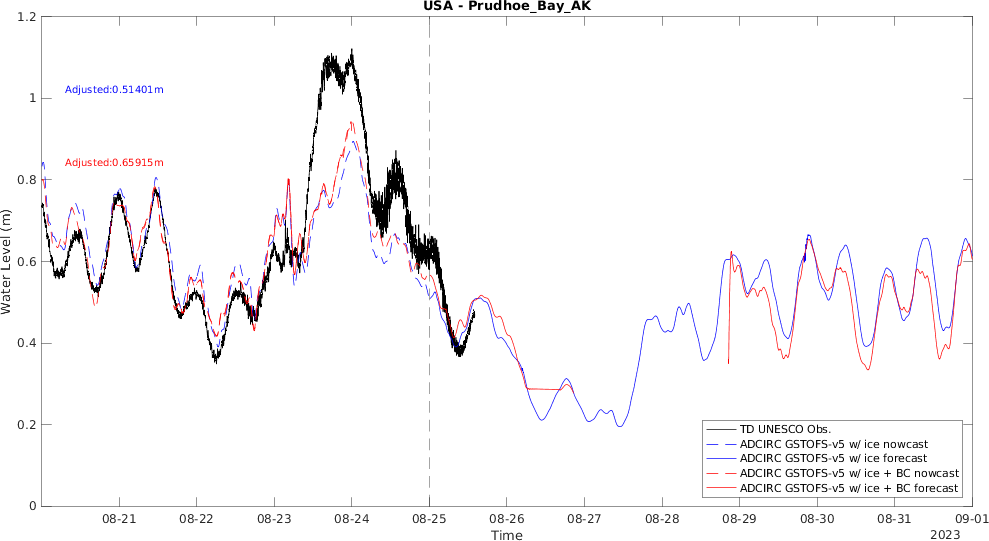 USA - Prudhoe_Bay_AK
1.2
1
0.8
0.6
0.4
0.2
0
Water Level (m)
Adjusted:0.51401m
Adjusted:0.65915m
TD UNESCO Obs.
ADCIRC GSTOFS-v5 w/ ice nowcast
ADCIRC GSTOFS-v5 w/ ice forecast
ADCIRC GSTOFS-v5 w/ ice + BC nowcast
ADCIRC GSTOFS-v5 w/ ice + BC forecast
08-21 08-22 08-23 08-24 08-25 08-26 08-27 08-28 08-29 08-30 08-31 09-01
Time
2023